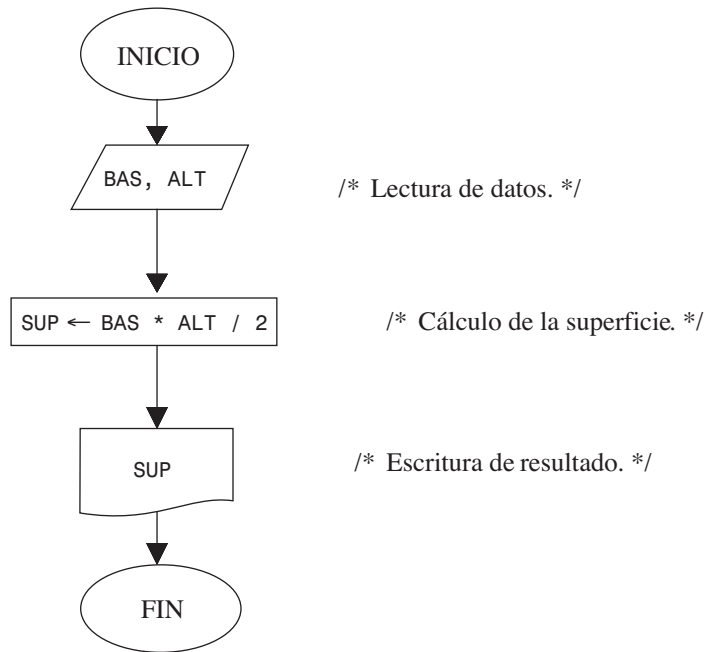 INICIO
BAS, ALT
/* Lectura de datos. */
SUP ← BAS * ALT / 2
/* Cálculo de la superficie. */
SUP
/* Escritura de resultado. */
FIN